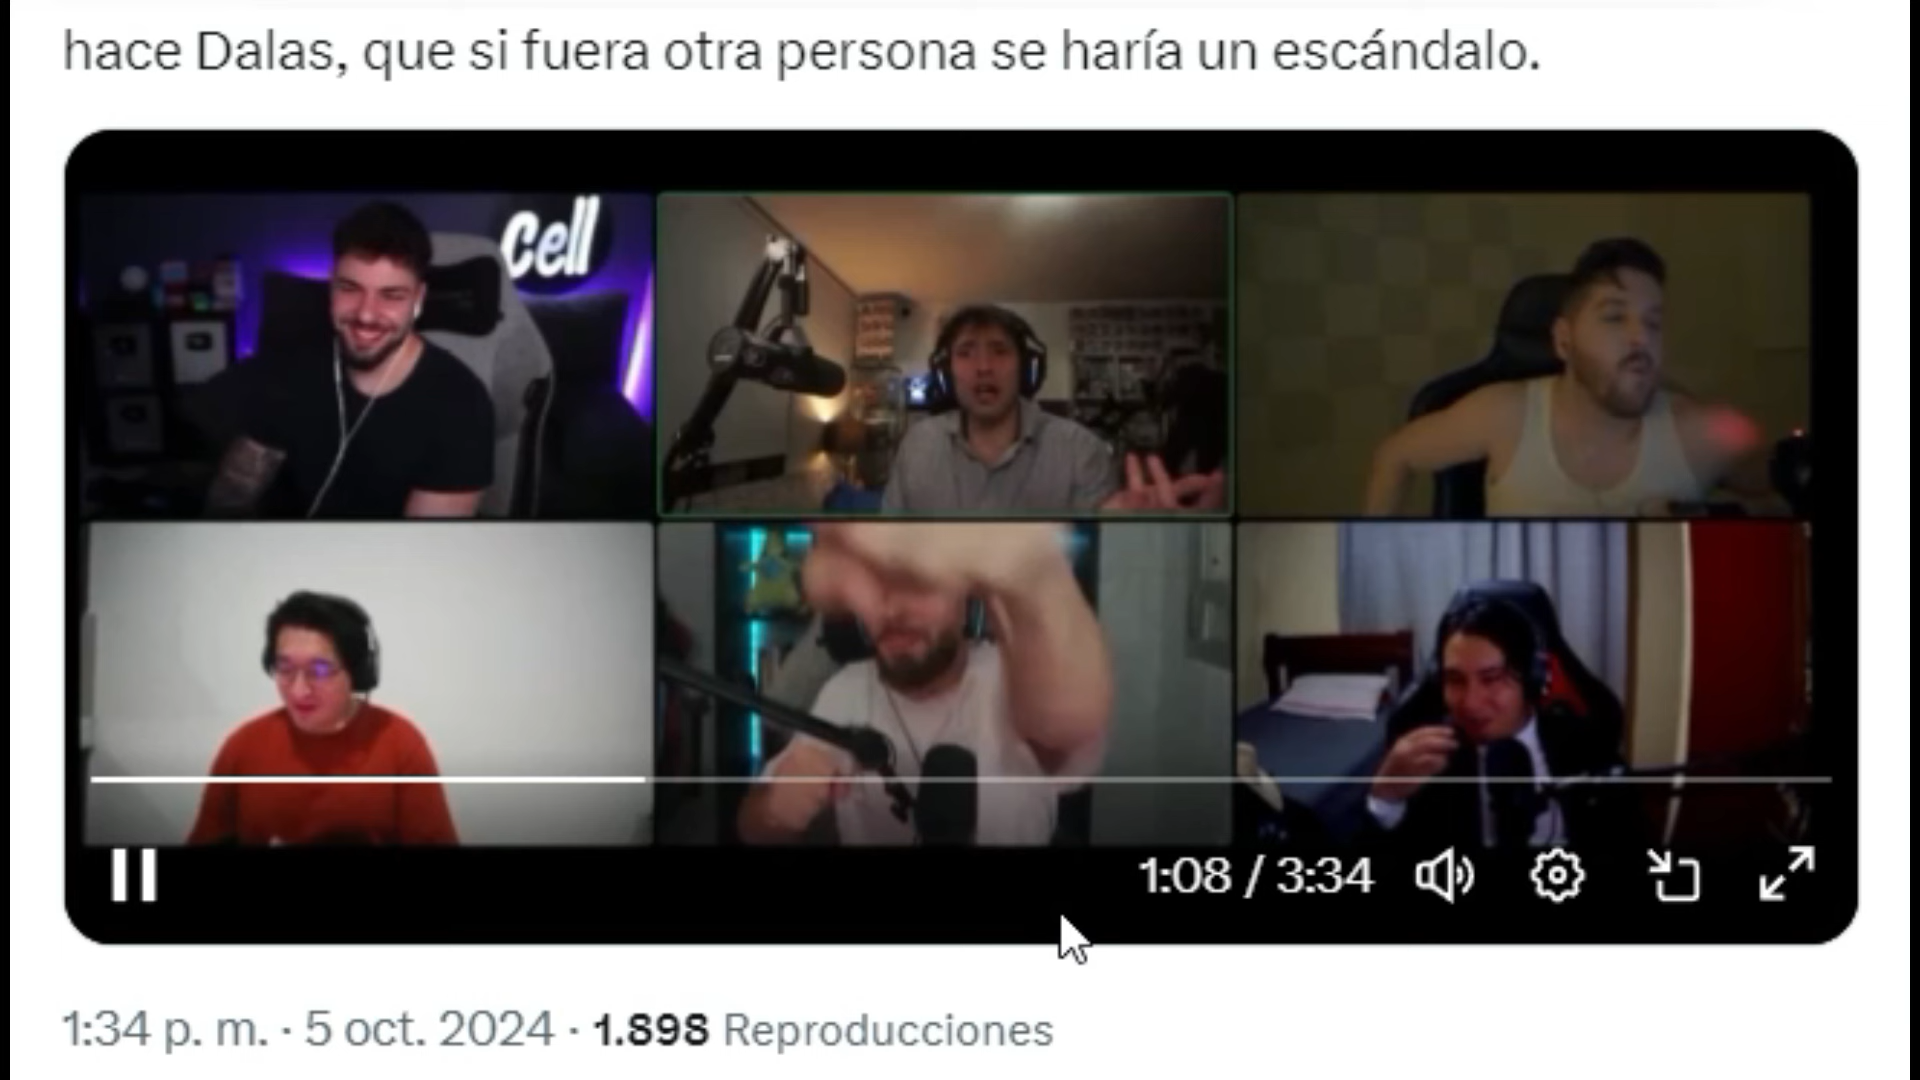 hace Dalas, que si fuera otra persona se haría un escándalo.
Cell
1:08 / 3:34
1:34 p. m. · 5 oct. 2024 · 1.898 Reproducciones